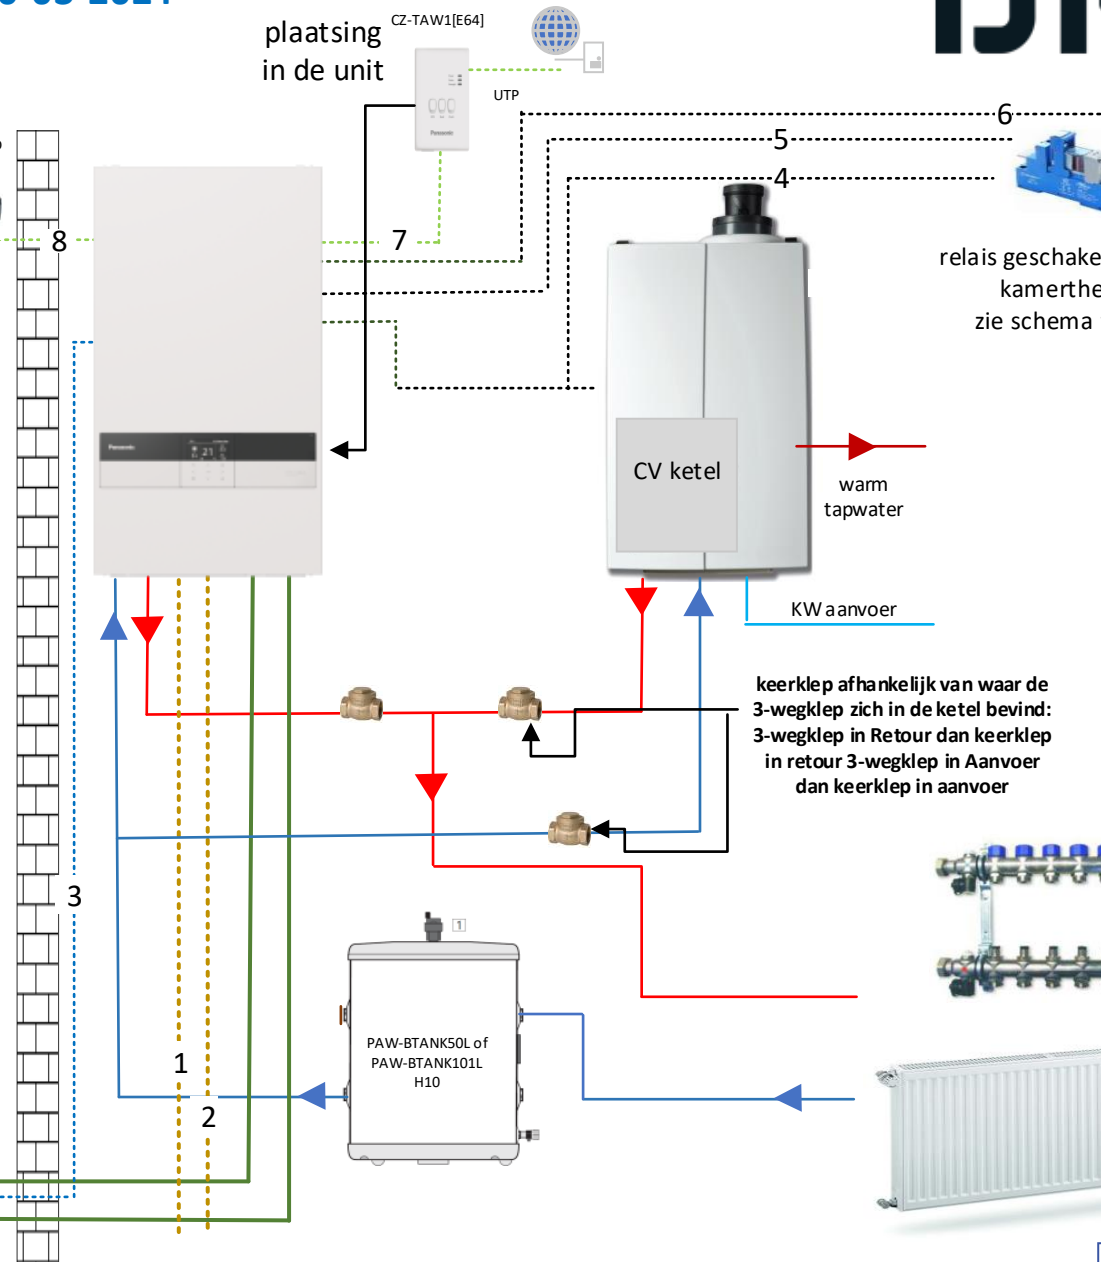 plaatsing
in de unit
CZ-TAW1[E64]
UTP
6
5
4
8
7
Panasonic
Panasonic
21
relais geschake
kamerthe
zie schema
CV ketel
warm
tapwater
KW aanvoer
keerklep afhankelijk van waar de
3-wegklep zich in de ketel bevind:
3-wegklep in Retour dan keerklep
in retour 3-wegklep in Aanvoer
dan keerklep in aanvoer
3
1
PAW-BTANK50L of
PAW-BTANK101L
H10
1
2